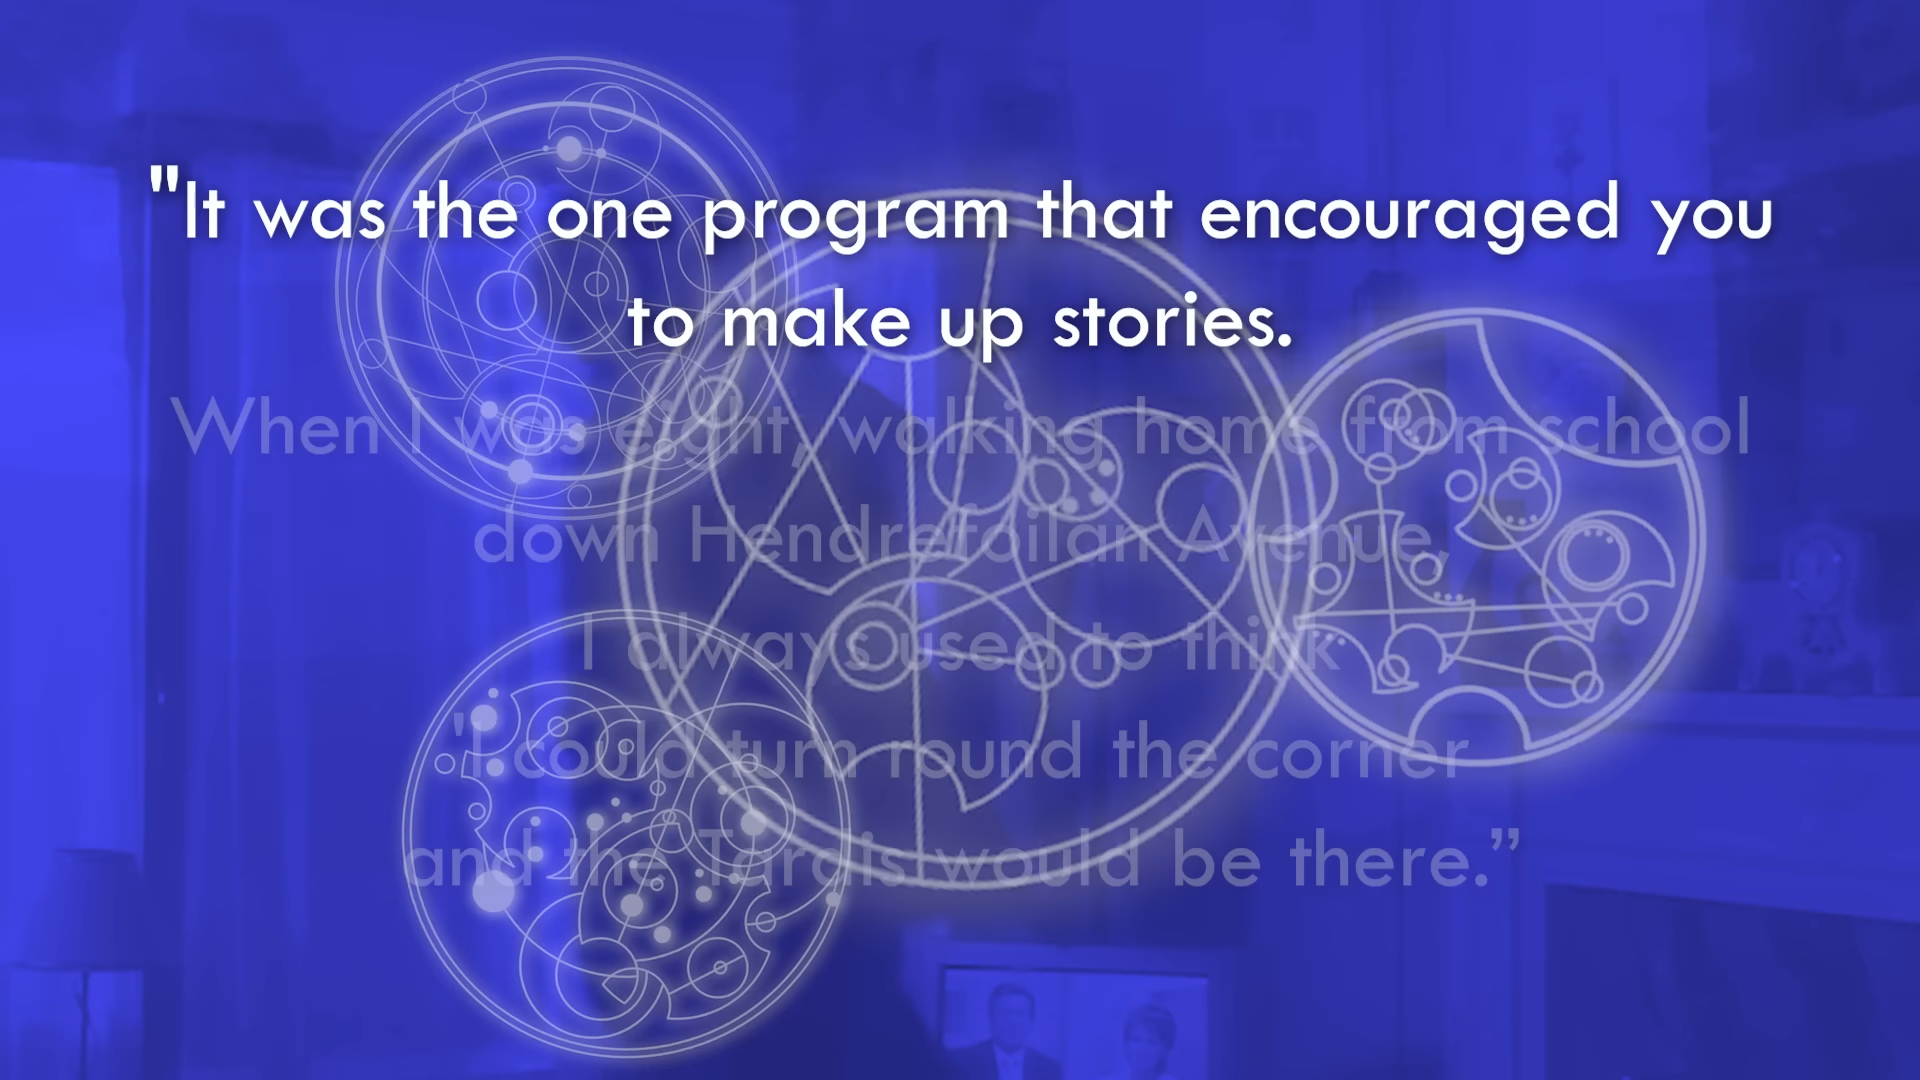 "It was the one program that encouraged you
to make up stories.
When I was eight, walking home from school
down Hendrefoilan Avenue,
I always used to think
'I could turn round the corner
and the Tardis would be there.”